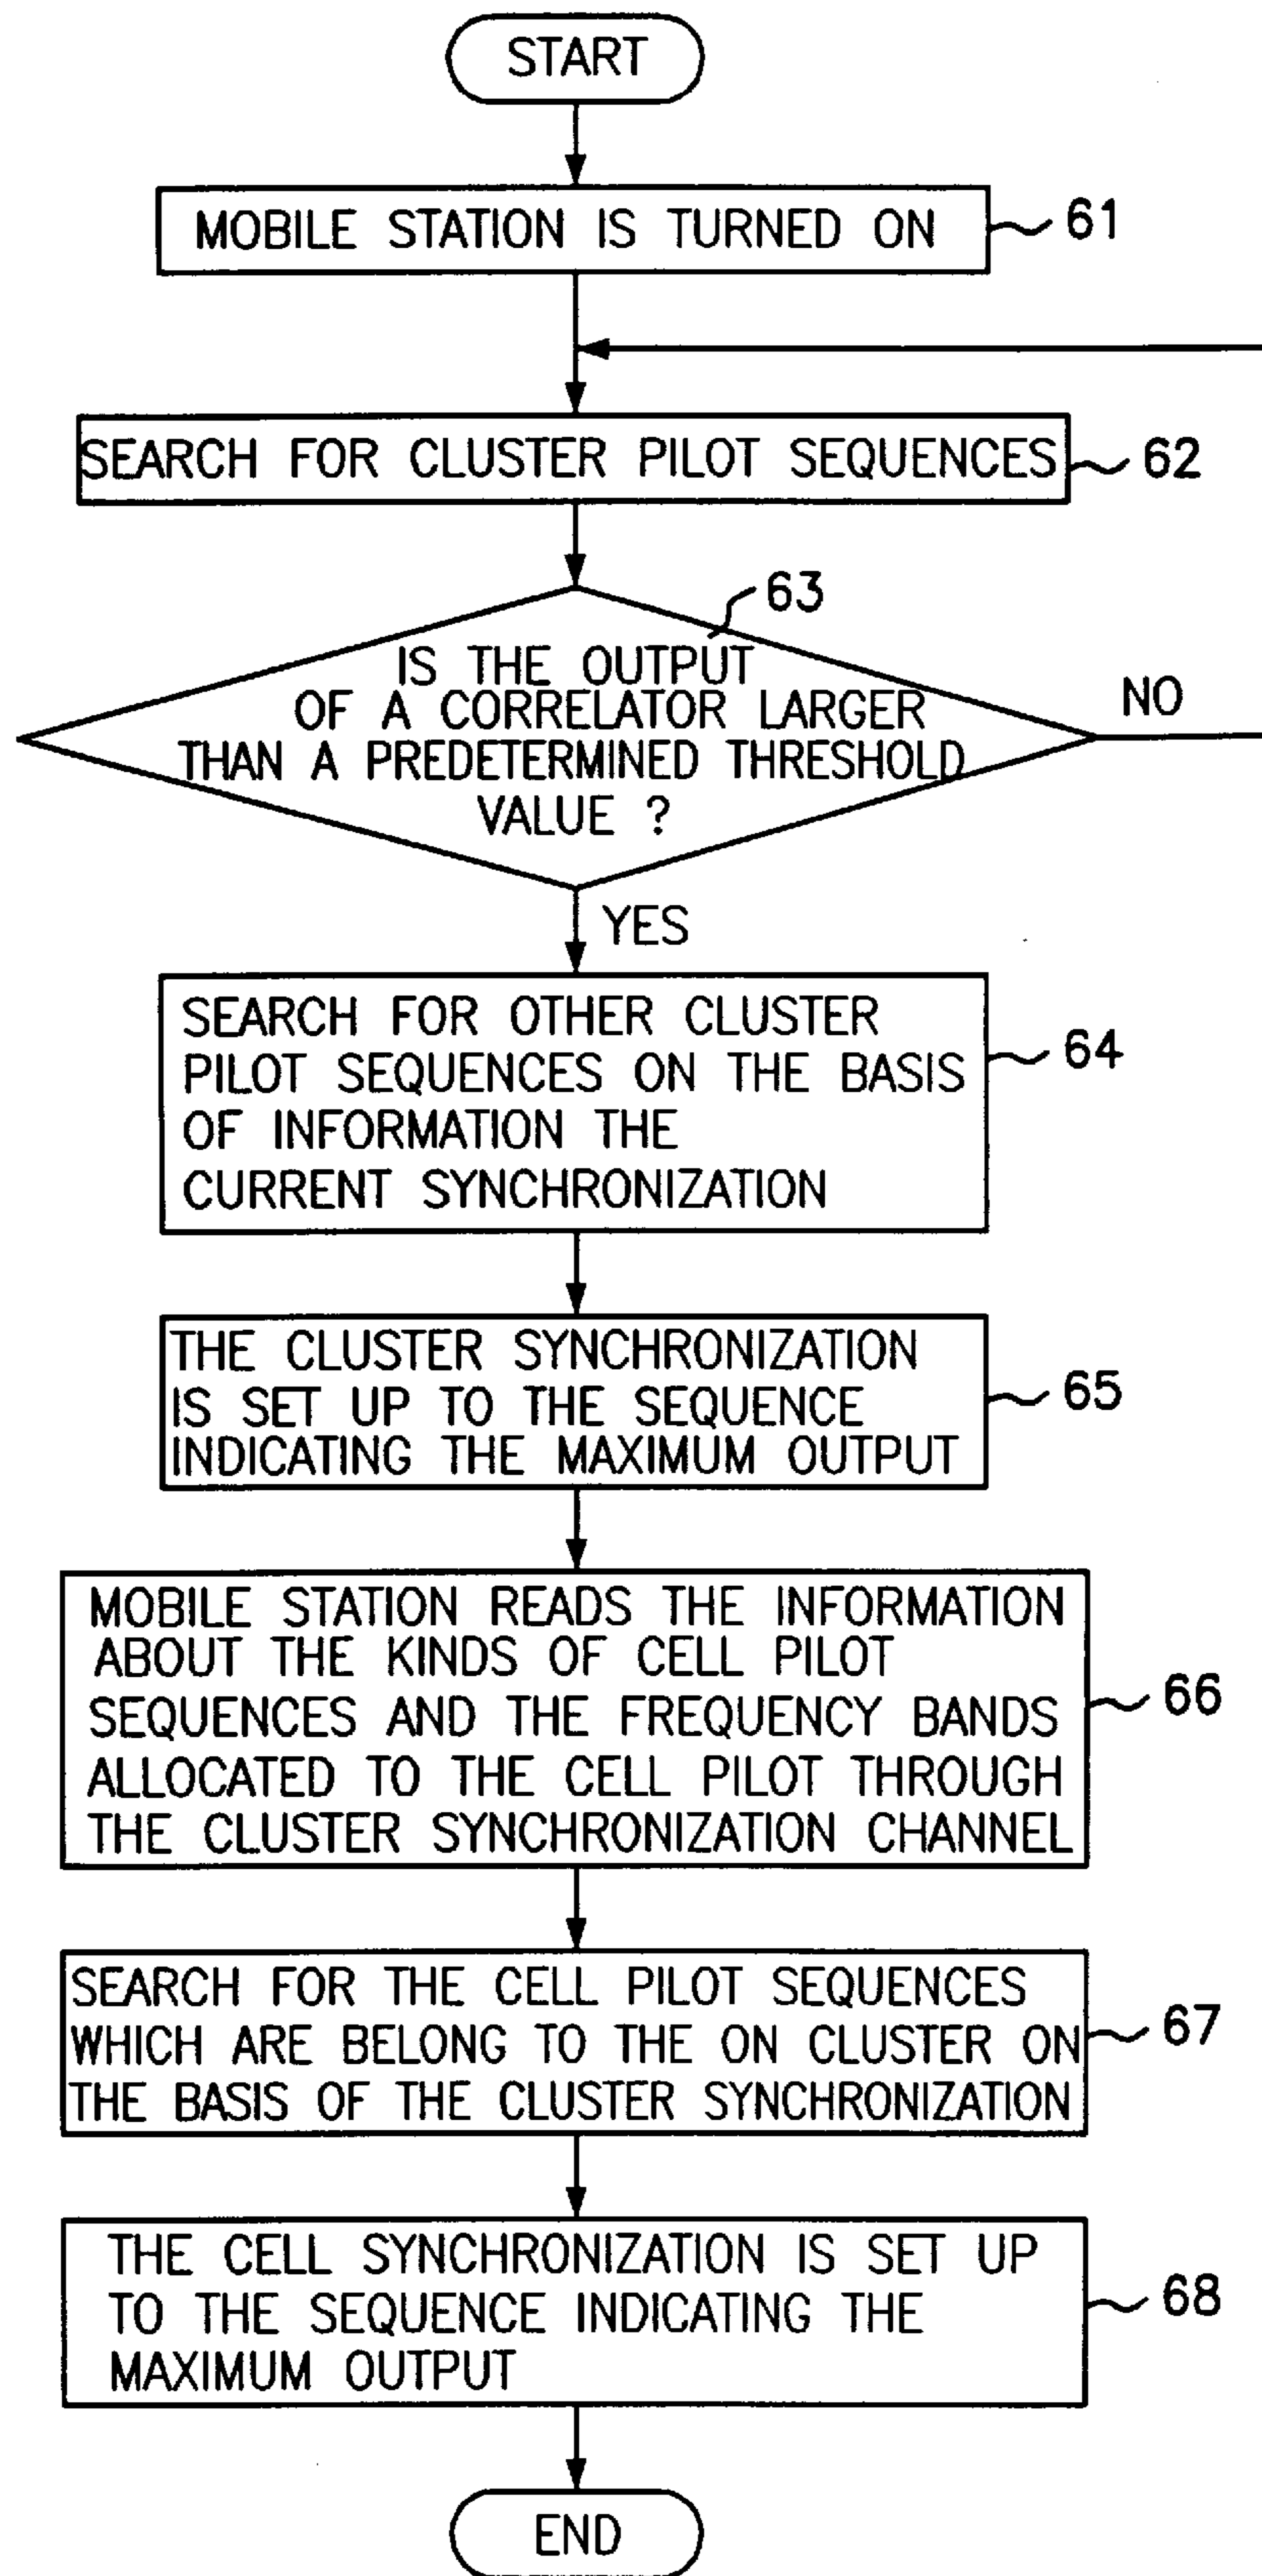 START
MOBILE STATION IS TURNED ON
61
SEARCH FOR CLUSTER PILOT SEQUENCES
62
63
IS THE OUTPUT
OF A CORRELATOR LARGER
THAN A PREDETERMINED THRESHOLD
VALUE ?
NO
YES
SEARCH FOR OTHER CLUSTER
PILOT SEQUENCES ON THE BASIS
OF INFORMATION THE
CURRENT SYNCHRONIZATION
64
THE CLUSTER SYNCHRONIZATION
IS SET UP TO THE SEQUENCE
INDICATING THE MAXIMUM OUTPUT
65
MOBILE STATION READS THE INFORMATION
ABOUT THE KINDS OF CELL PILOT
SEQUENCES AND THE FREQUENCY BANDS
ALLOCATED TO THE CELL PILOT THROUGH
THE CLUSTER SYNCHRONIZATION CHANNEL
66
SEARCH FOR THE CELL PILOT SEQUENCES
WHICH ARE BELONG TO THE ON CLUSTER ON
THE BASIS OF THE CLUSTER SYNCHRONIZATION
67
THE CELL SYNCHRONIZATION IS SET UP
TO THE SEQUENCE INDICATING THE
MAXIMUM OUTPUT
68
END